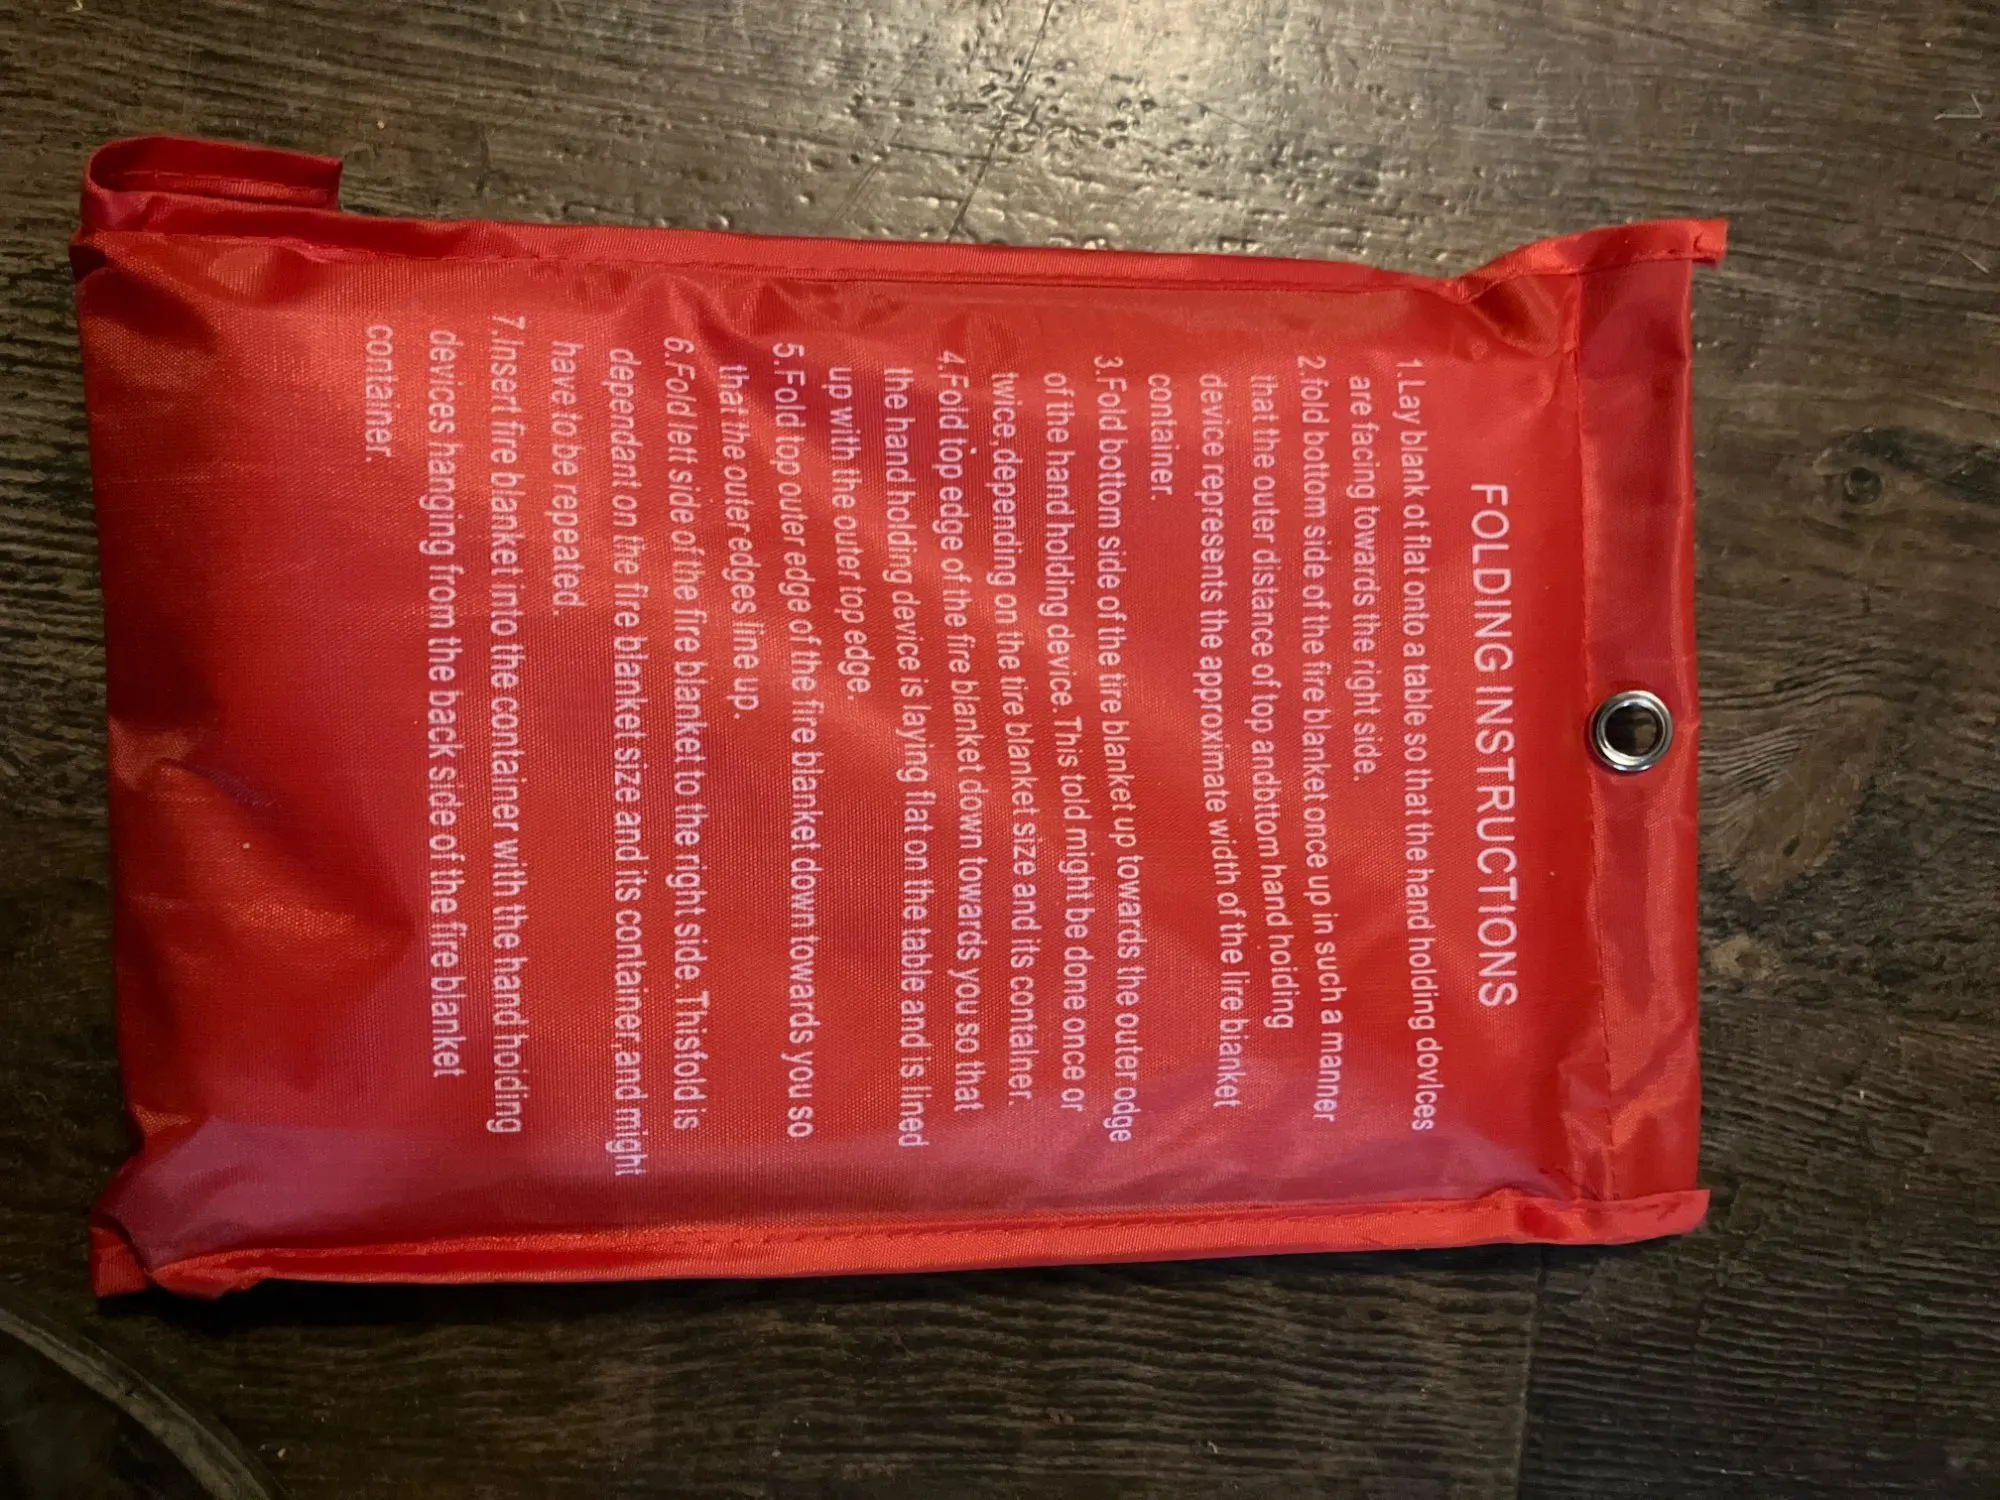 FOLDING INSTRUCTIONS
1.Lay blank ot flat onto a table so that the hand holding dovlces
are facing towards the right side.
2.fold bottom side of the fire blanket once up in such a manner
that the outer distance of top andbttom hand hoiding
device represents the approximate width of the lire bianket
container.
3.Fold bottom side of the tire blanket up towards the outer odge
of the hand holding device.This told might be done once or
twice,depending on the tire blanket size and its contalner.
4.Fold top edge of the fire blanket down towards you so that
the hand holding device is laying flat on the table and is lined
up with the outer top edge.
5.Fold top outer edge of the fire blanket down towards you so
that the outer edges line up.
6.Fold left side of the fire blanket to the right side.Thisfold is
dependant on the fire blanket size and its container,and might
have to be repeated.
7.Insert fire blanket into the container with the hand hoiding
devices hanging from the back side of the fire blanket
container.